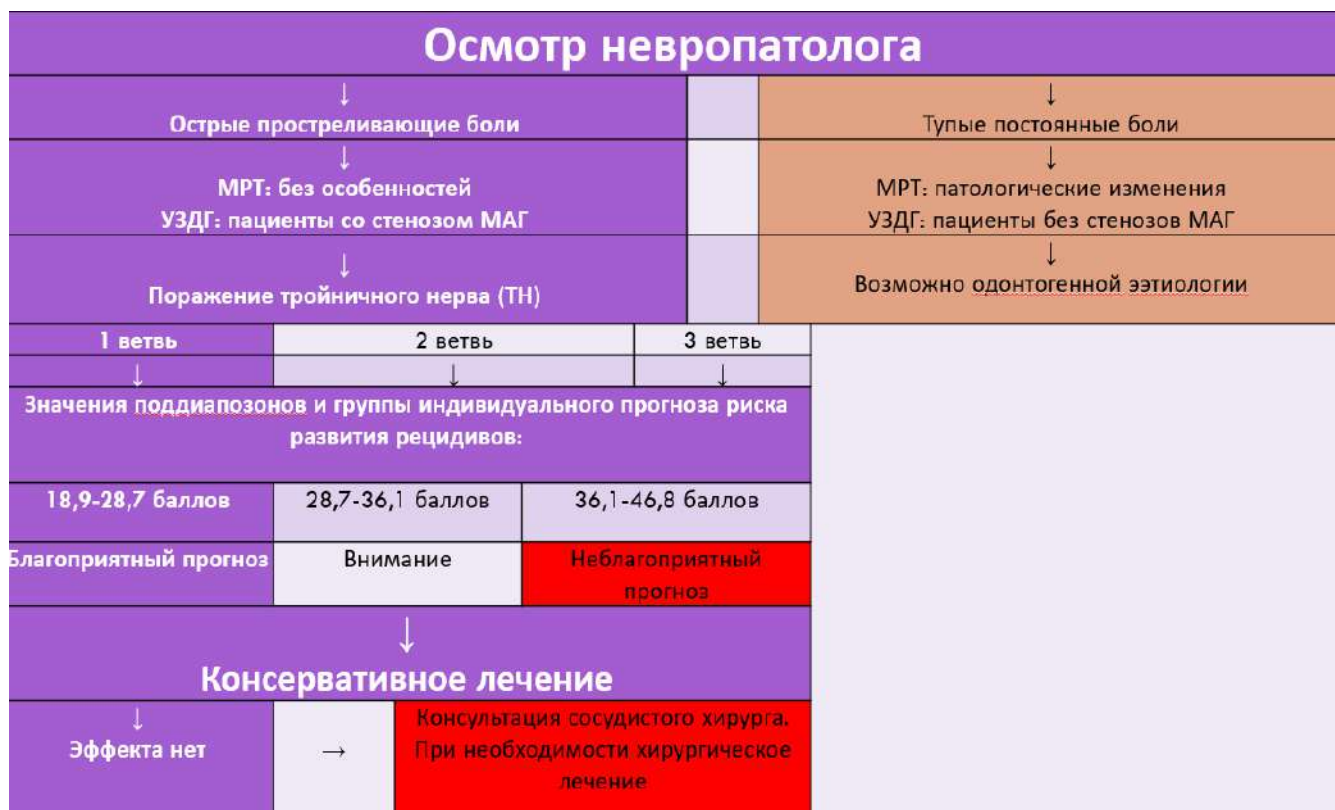 Осмотр невропатолога
↓
Острые простреливающие боли
↓
Тупые постоянные боли
↓
МРТ: без особенностей
УЗДГ: пациенты со стенозом МАГ
↓
МРТ: патологические изменения
УЗДГ: пациенты без стенозов МАГ
↓
Поражение тройничного нерва (ТН)
↓
Возможно одонтогенной ээтиологии
1 ветвь
2 ветвь
3 ветвь
↓
↓
↓
Значения поддиапозонов и группы индивидуального прогноза риска
развития рецидивов:
18,9-28,7 баллов
28,7-36,1 баллов
36,1-46,8 баллов
Благоприятный прогноз
Внимание
Неблагоприятный
прогноз
↓
Консервативное лечение
↓
Эффекта нет
→
Консультация сосудистого хирурга.
При необходимости хирургическое
лечение